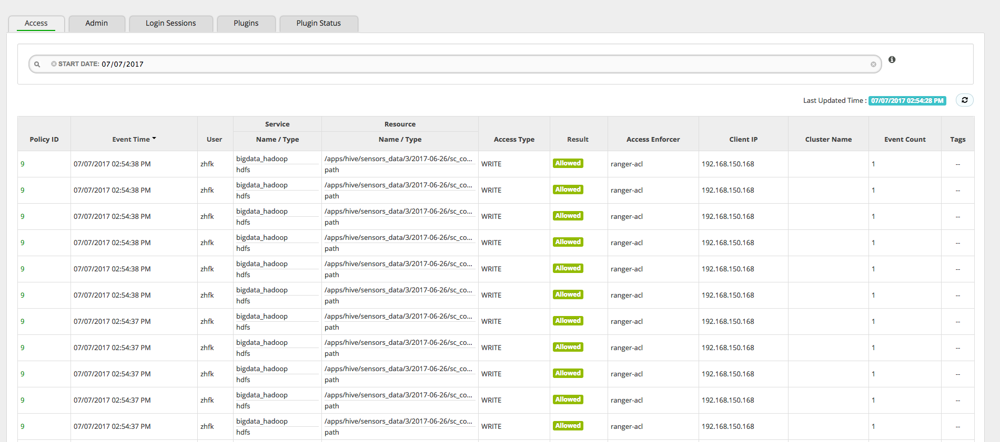 Access Admin Login Sessions Plugins Plugin Status
START DATE: 07/07/2017
Last Updated Time : 07/07/2017 02:54:28 PM
Service Resource
Policy ID Event Time User Name / Type Name / Type Access Type Result Access Enforcer Client IP Cluster Name Event Count Tags
bigdata_hadoop /apps/hive/sensors_data/3/2017-06-26/sc_co...
9 07/07/2017 02:54:38 PM zhfk WRITE Allowed ranger-acl 192.168.150.168 1 --
hdfs path
bigdata_hadoop /apps/hive/sensors_data/3/2017-06-26/sc_co...
9 07/07/2017 02:54:38 PM zhfk WRITE Allowed ranger-acl 192.168.150.168 1 --
hdfs path
bigdata_hadoop /apps/hive/sensors_data/3/2017-06-26/sc_co...
9 07/07/2017 02:54:38 PM zhfk WRITE Allowed ranger-acl 192.168.150.168 1 --
hdfs path
bigdata_hadoop /apps/hive/sensors_data/3/2017-06-26/sc_co...
9 07/07/2017 02:54:38 PM zhfk WRITE Allowed ranger-acl 192.168.150.168 1 --
hdfs path
bigdata_hadoop /apps/hive/sensors_data/3/2017-06-26/sc_co...
9 07/07/2017 02:54:38 PM zhfk WRITE Allowed ranger-acl 192.168.150.168 1 --
hdfs path
bigdata_hadoop /apps/hive/sensors_data/3/2017-06-26/sc_co...
9 07/07/2017 02:54:38 PM zhfk WRITE Allowed ranger-acl 192.168.150.168 1 --
hdfs path
bigdata_hadoop /apps/hive/sensors_data/3/2017-06-26/sc_co...
9 07/07/2017 02:54:37 PM zhfk WRITE Allowed ranger-acl 192.168.150.168 1 --
hdfs path
bigdata_hadoop /apps/hive/sensors_data/3/2017-06-26/sc_co...
9 07/07/2017 02:54:37 PM zhfk WRITE Allowed ranger-acl 192.168.150.168 1 --
hdfs path
bigdata_hadoop /apps/hive/sensors_data/3/2017-06-26/sc_co...
9 07/07/2017 02:54:37 PM zhfk WRITE Allowed ranger-acl 192.168.150.168 1 --
hdfs path
bigdata_hadoop /apps/hive/sensors_data/3/2017-06-26/sc_co...
9 07/07/2017 02:54:37 PM zhfk WRITE Allowed ranger-acl 192.168.150.168 1 --
hdfs path
bigdata_hadoop /apps/hive/sensors_data/3/2017-06-26/sc_co...
9 07/07/2017 02:54:37 PM zhfk WRITE Allowed ranger-acl 192.168.150.168 1 --
hdfs path